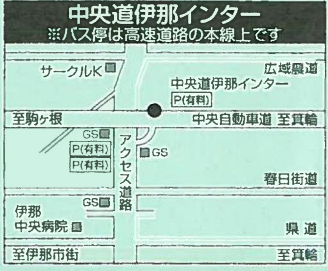 中央道伊那インター
※バス停は高速道路の本線上です
サークルK
広域農道
中央道伊那インター
P(有料)
至駒ヶ根
中央自動車道 至箕輪
GS
P(有料)
P(有料)
アクセス道路
GS
春日街道
GS
伊那
中央病院
県道
至伊那市街
至箕輪